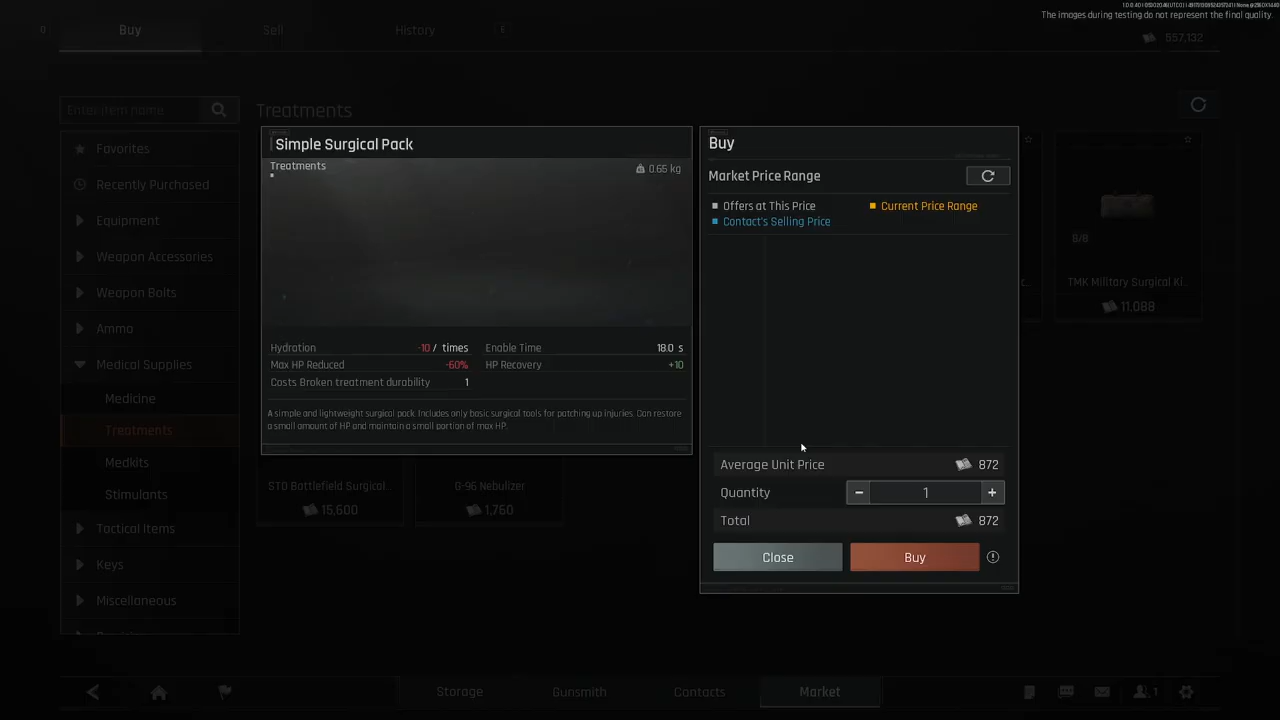 The images during testing do not represent the final quality.
Buy
Sell
History
E
557,132
Enter item name
Treatments
Favorites
Recently Purchased
Equipment
Weapon Accessories
Weapon Bolts
Ammo
Medical Supplies
Medicine
Treatments
Medkits
Stimulants
Tactical Items
Keys
Miscellaneous
Simple Surgical Pack
Treatments
0.65 kg
Hydration -10 / times
Enable Time 18.0 s
Max HP Reduced -60%
HP Recovery +10
Costs Broken treatment durability 1
A simple and lightweight surgical pack. Includes only basic surgical tools for patching up injuries. Can restore
a small amount of HP and maintain a small portion of max HP.
STD Battlefield Surgical...
15,600
G-96 Nebulizer
1,760
Buy
Market Price Range
Offers at This Price
Current Price Range
Contact's Selling Price
Average Unit Price 872
Quantity - 1 +
Total 872
Close
Buy
8/8
TMK Military Surgical Ki...
11,088
Storage
Gunsmith
Contacts
Market
1